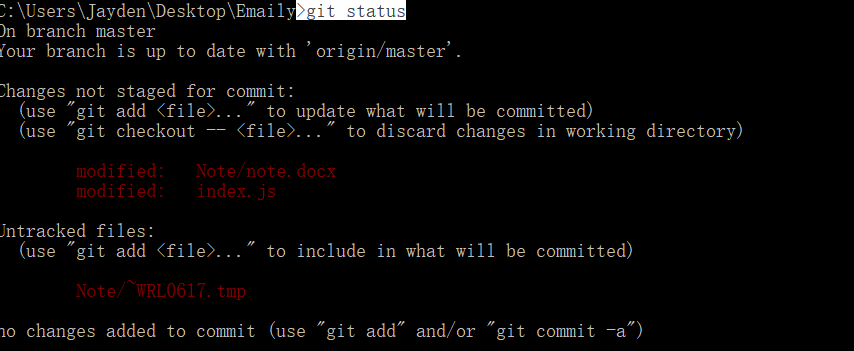 C:\Users\Jayden\Desktop\Emaily>git status
On branch master
Your branch is up to date with 'origin/master'.
Changes not staged for commit:
(use "git add <file>..." to update what will be committed)
(use "git checkout -- <file>..." to discard changes in working directory)
modified: Note/note.docx
modified: index.js
Untracked files:
(use "git add <file>..." to include in what will be committed)
Note/~WRL0617.tmp
no changes added to commit (use "git add" and/or "git commit -a")